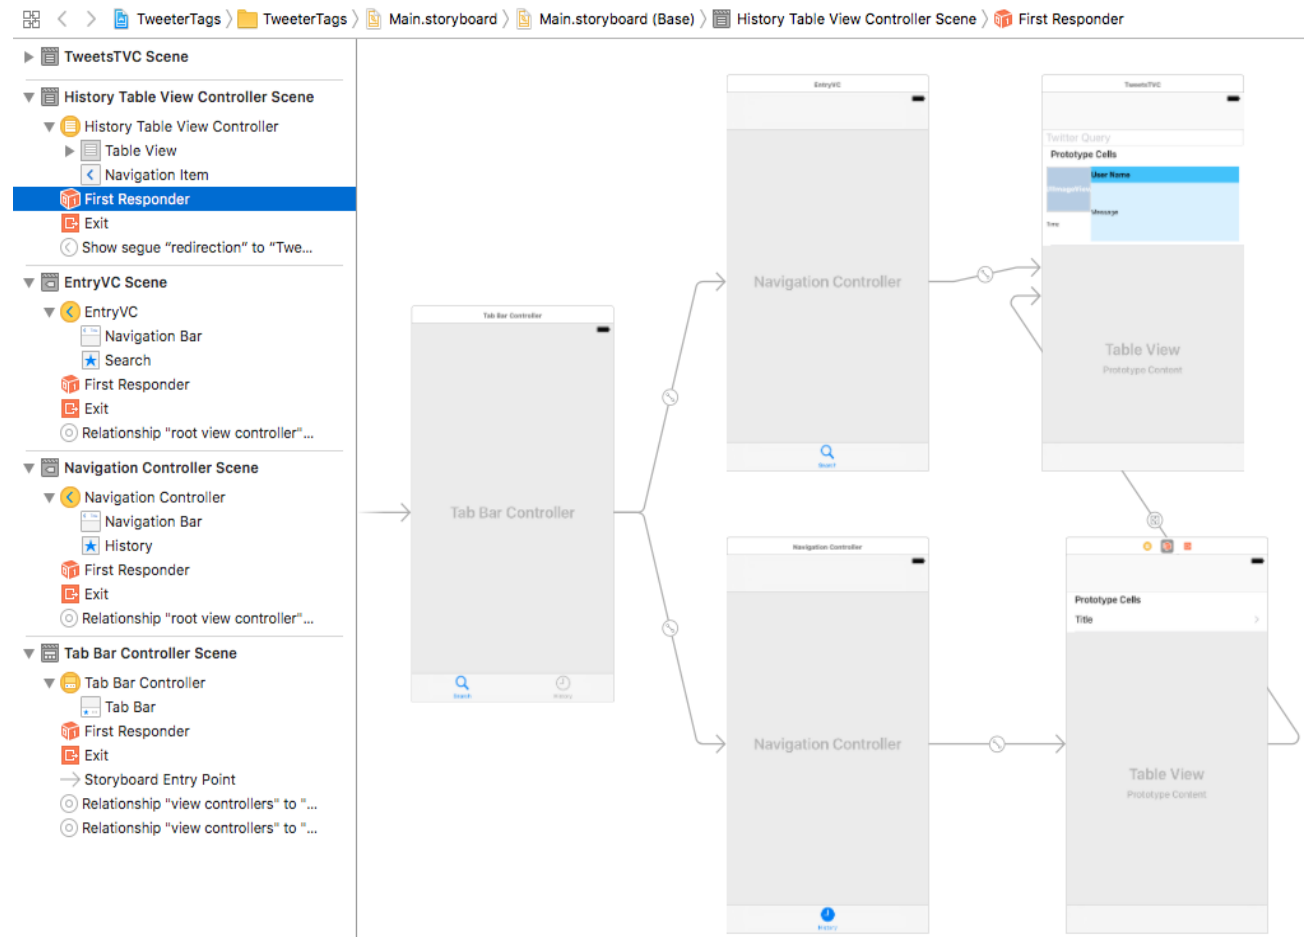 TweeterTags
TweeterTags
Main.storyboard
Main.storyboard (Base)
History Table View Controller Scene
First Responder
TweetsTVC Scene
History Table View Controller Scene
History Table View Controller
Table View
Navigation Item
First Responder
Exit
Show segue "redirection" to "Twe...
EntryVC Scene
EntryVC
Navigation Bar
Search
First Responder
Exit
Relationship "root view controller"...
Navigation Controller Scene
Navigation Controller
Navigation Bar
History
First Responder
Exit
Relationship "root view controller"...
Tab Bar Controller Scene
Tab Bar Controller
Tab Bar
First Responder
Exit
Storyboard Entry Point
Relationship "view controllers" to "...
Relationship "view controllers" to "...
Tab Bar Controller
Tab Bar Controller
Search
History
EntryVC
Navigation Controller
Search
TweetsTVC
Twitter Query
Prototype Cells
UIImageView
User Name
Message
Time
Table View
Prototype Content
Navigation Controller
Navigation Controller
History
Prototype Cells
Title
Table View
Prototype Content